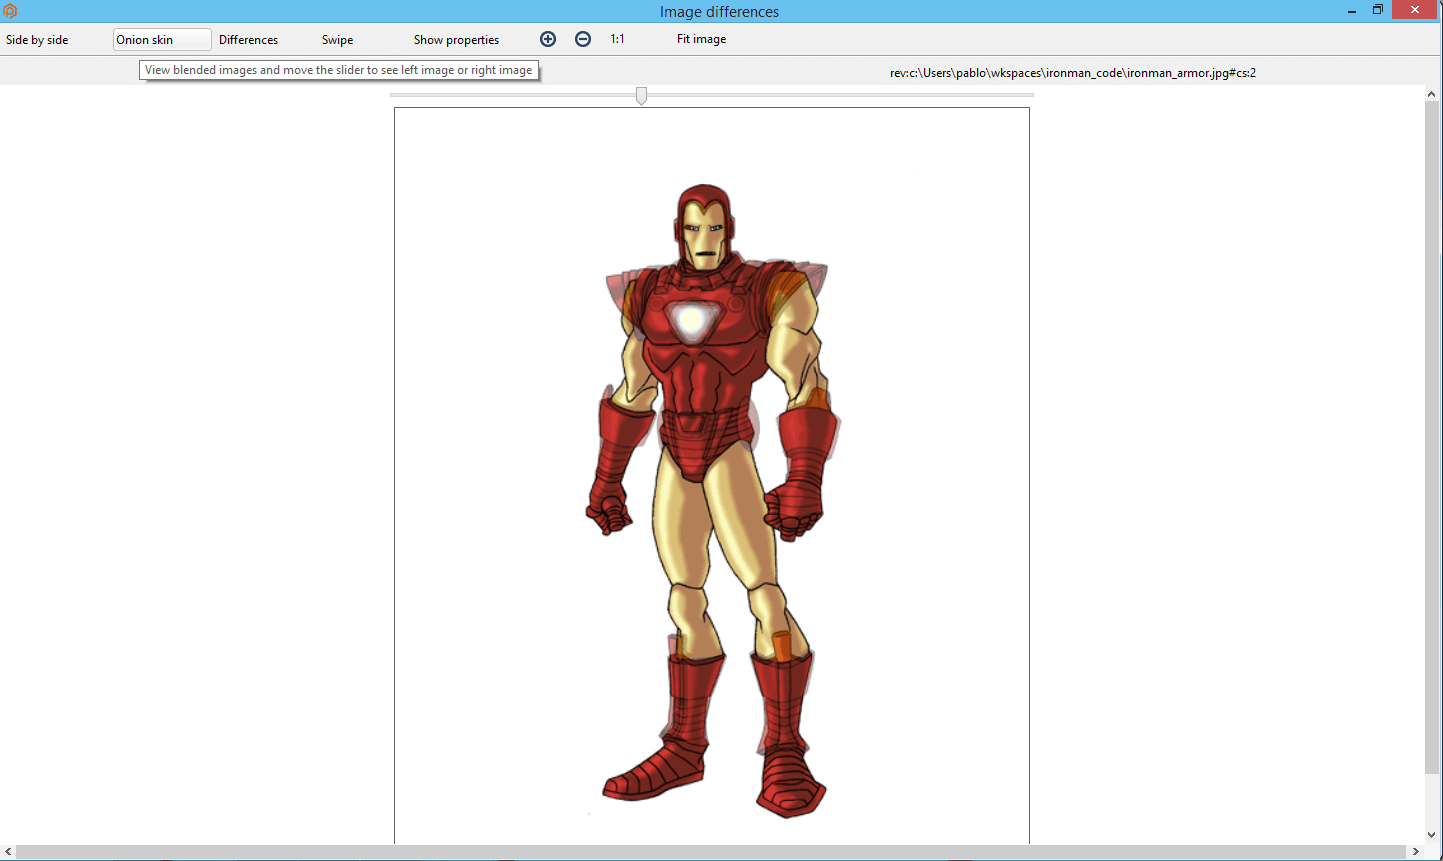 Image differences
Side by side
Onion skin
Differences
Swipe
Show properties
1:1
Fit image
View blended images and move the slider to see left image or right image
rev:c:\Users\pablo\wkspaces\ironman_code\ironman_armor.jpg#cs:2